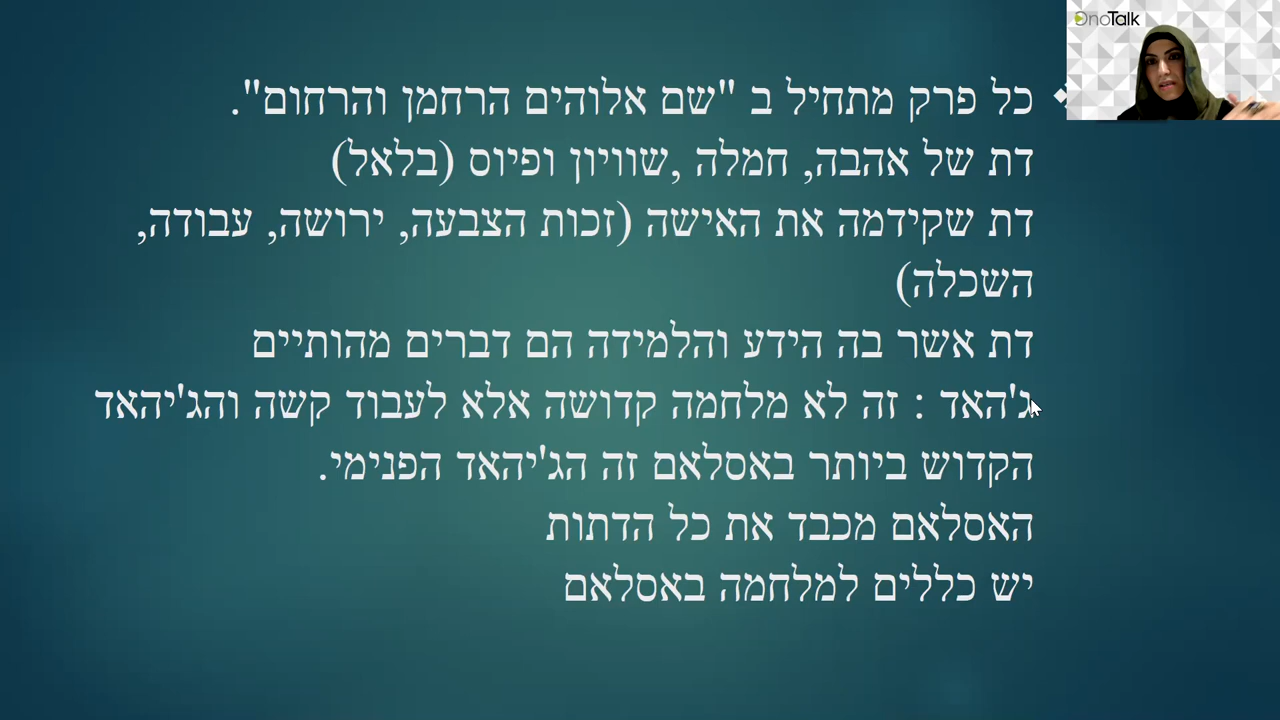 OnoTalk
כל פרק מתחיל ב "שם אלוהים הרחמן והרחום".
דת של אהבה, חמלה ,שוויון ופיוס (בלאל)
דת שקידמה את האישה (זכות הצבעה, ירושה, עבודה,
השכלה)
דת אשר בה הידע והלמידה הם דברים מהותיים
ג'האד : זה לא מלחמה קדושה אלא לעבוד קשה והג'יהאד
הקדוש ביותר באסלאם זה הג'יהאד הפנימי.
האסלאם מכבד את כל הדתות
יש כללים למלחמה באסלאם